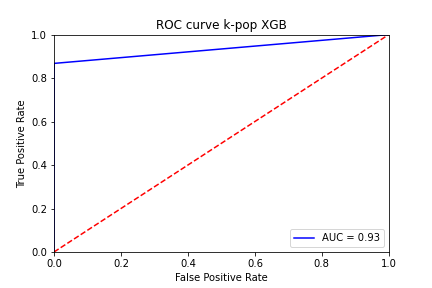 ROC curve k-pop XGB
1.0
0.8
0.6
0.4
0.2
0.0
True Positive Rate
AUC = 0.93
0.0 0.2 0.4 0.6 0.8 1.0
False Positive Rate